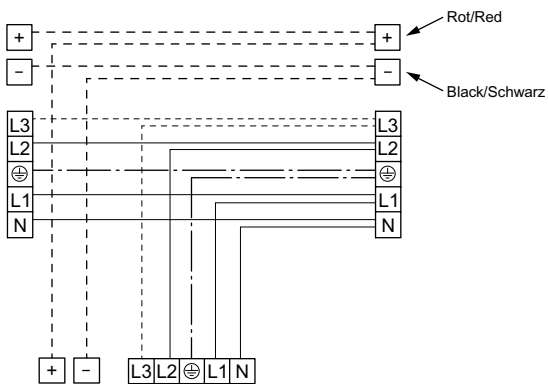 Rot/Red
+ +
- -
Black/Schwarz
L3 L3
L2 L2
L1 L1
N N
+ - L3 L2 L1 N